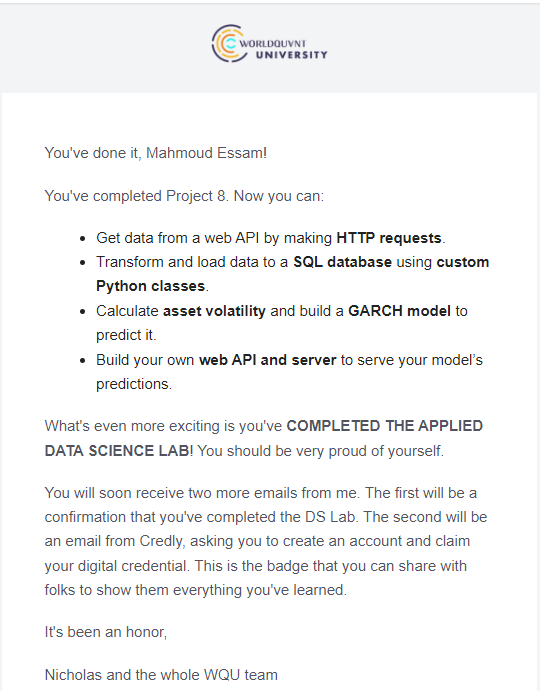 WORLDQUVNT
UNIVERSITY
You've done it, Mahmoud Essam!
You've completed Project 8. Now you can:
• Get data from a web API by making HTTP requests.
• Transform and load data to a SQL database using custom
Python classes.
• Calculate asset volatility and build a GARCH model to
predict it.
• Build your own web API and server to serve your model’s
predictions.
What's even more exciting is you've COMPLETED THE APPLIED
DATA SCIENCE LAB! You should be very proud of yourself.
You will soon receive two more emails from me. The first will be a
confirmation that you've completed the DS Lab. The second will be
an email from Credly, asking you to create an account and claim
your digital credential. This is the badge that you can share with
folks to show them everything you've learned.
It's been an honor,
Nicholas and the whole WQU team